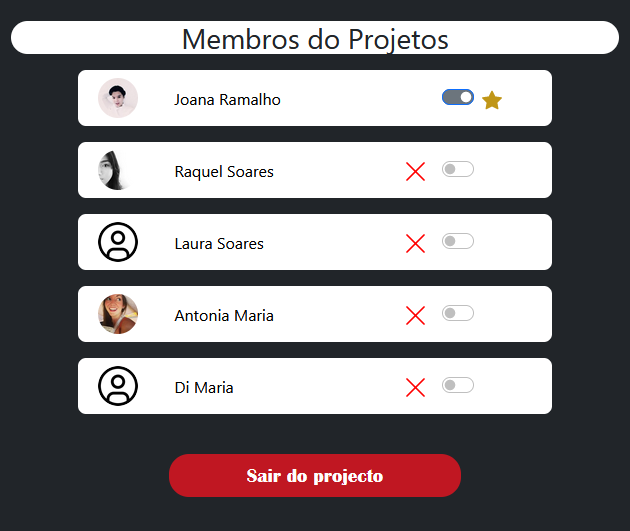 Membros do Projetos
Joana Ramalho
Raquel Soares
Laura Soares
Antonia Maria
Di Maria
Sair do projecto